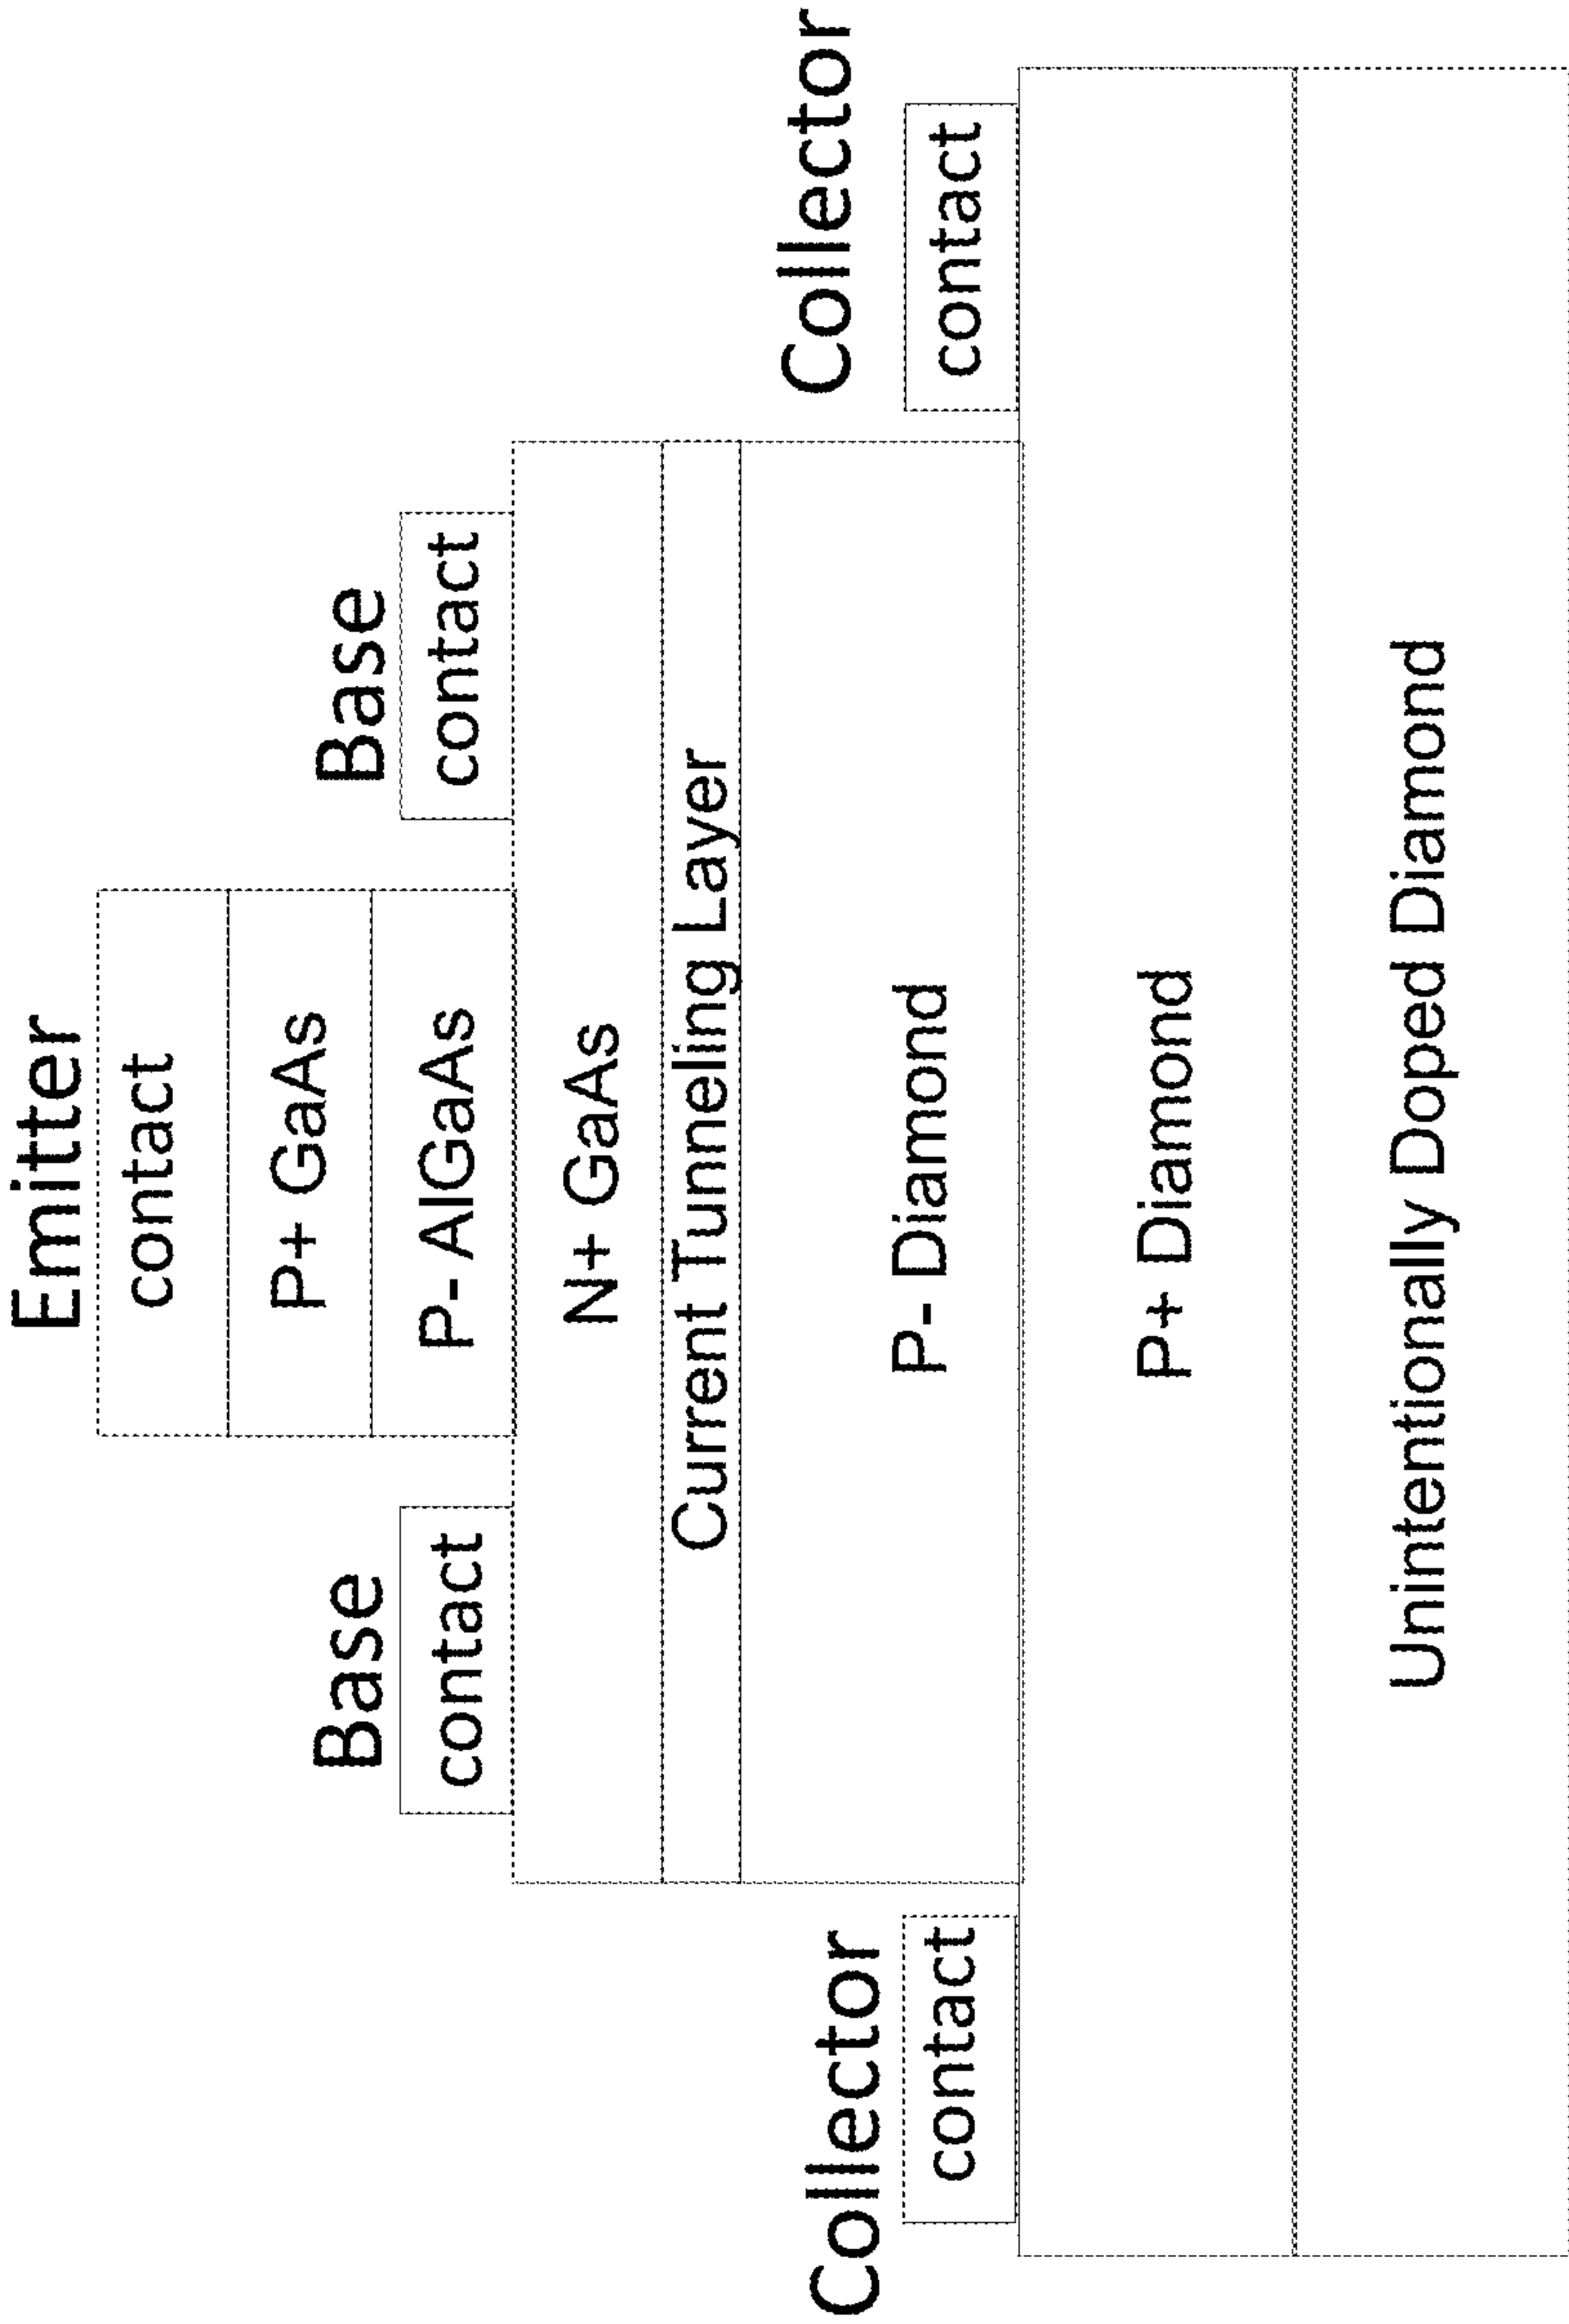 Emitter
contact
P+ GaAs
P- AlGaAs
Base
contact
Base
contact
N+ GaAs
Current Tunneling Layer
Collector
contact
Collector
contact
P- Diamond
P+ Diamond
Unintentionally Doped Diamond